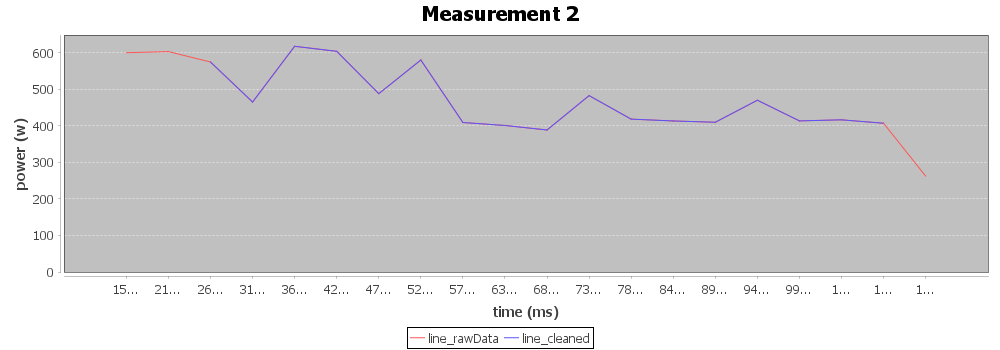 Measurement 2
power (w)
600
500
400
300
200
100
0
15... 21... 26... 31... 36... 42... 47... 52... 57... 63... 68... 73... 78... 84... 89... 94... 99... 1... 1... 1...
time (ms)
line_rawData line_cleaned